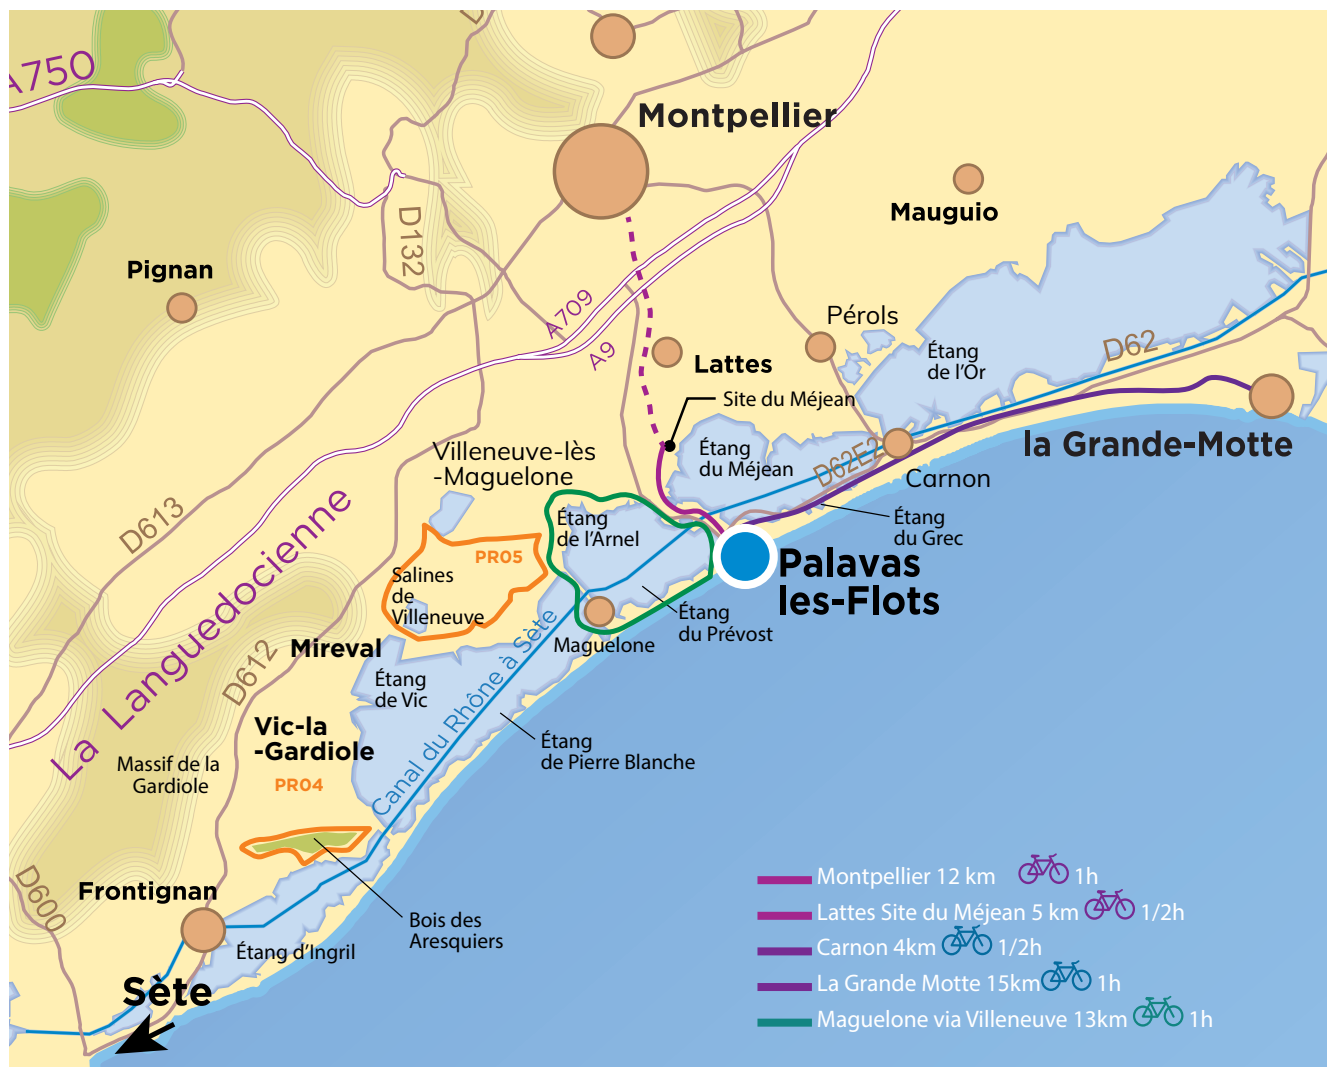 A750
Montpellier
Mauguio
D132
Pignan
A709
A9
Pérols
Lattes
Étang
de l'Or
D62
Site du Méjean
la Grande-Motte
Villeneuve-lès
-Maguelone
Étang
du Méjean
D62E2
Carnon
D613
La Languedocienne
Étang
de l'Arnel
Étang
du Grec
PR05
Palavas
les-Flots
Salines
de
Villeneuve
Étang
du Prévost
Maguelone
Mireval
D612
Étang
de Vic
Canal du Rhône à Sète
Vic-la
-Gardiole
Étang
de Pierre Blanche
Massif de la
Gardiole
PR04
D600
Frontignan
Bois des
Aresquiers
Étang d'Ingril
Sète
Montpellier 12 km 1h
Lattes Site du Méjean 5 km 1/2h
Carnon 4km 1/2h
La Grande Motte 15km 1h
Maguelone via Villeneuve 13km 1h